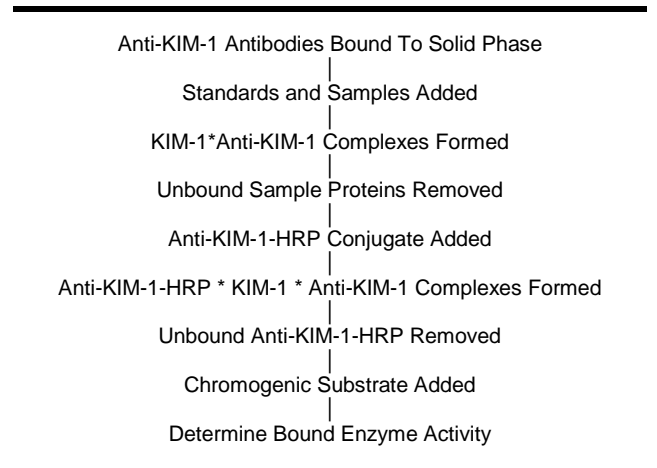 Anti-KIM-1 Antibodies Bound To Solid Phase
Standards and Samples Added
KIM-1*Anti-KIM-1 Complexes Formed
Unbound Sample Proteins Removed
Anti-KIM-1-HRP Conjugate Added
Anti-KIM-1-HRP * KIM-1 * Anti-KIM-1 Complexes Formed
Unbound Anti-KIM-1-HRP Removed
Chromogenic Substrate Added
Determine Bound Enzyme Activity